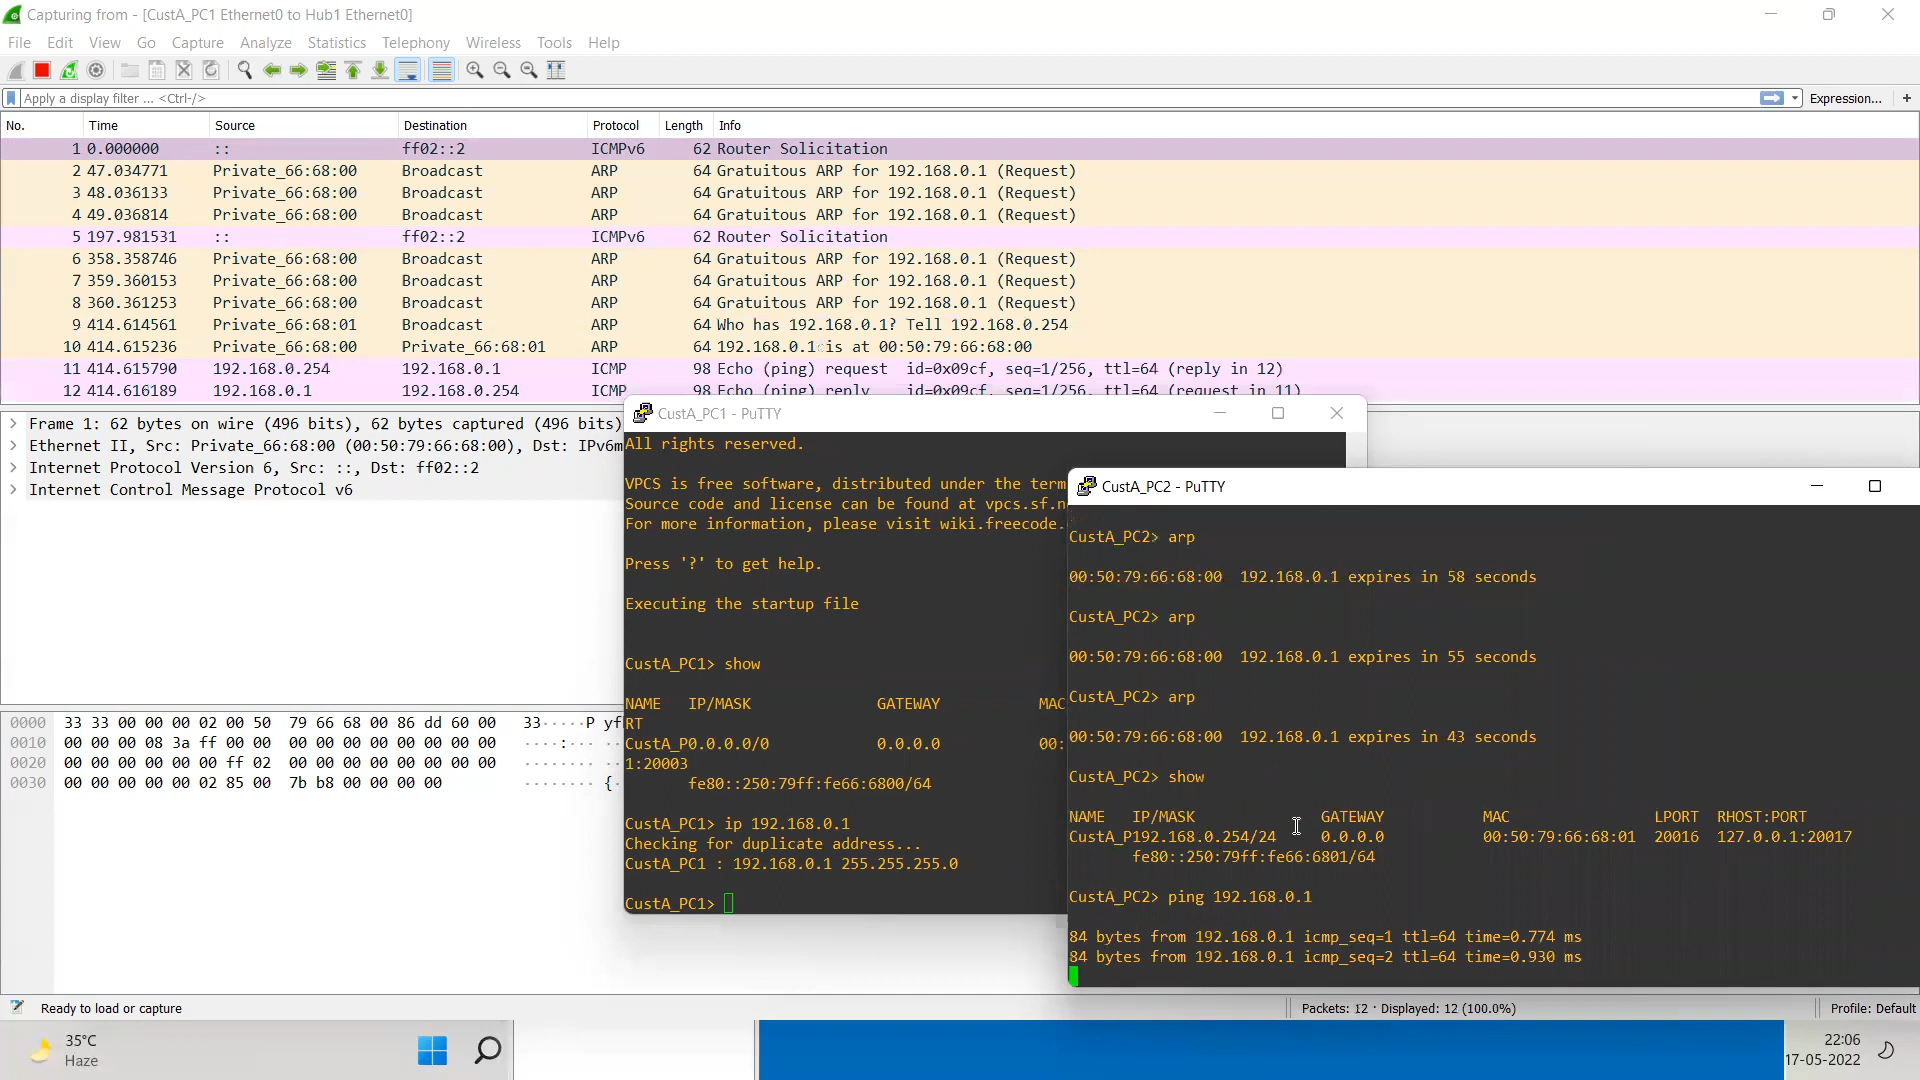 Capturing from - [CustA_PC1 Ethernet0 to Hub1 Ethernet0]
File Edit View Go Capture Analyze Statistics Telephony Wireless Tools Help
Apply a display filter ... <Ctrl-/> Expression... +
No. Time Source Destination Protocol Length Info
1 0.000000 :: ff02::2 ICMPv6 62 Router Solicitation
2 47.034771 Private_66:68:00 Broadcast ARP 64 Gratuitous ARP for 192.168.0.1 (Request)
3 48.036133 Private_66:68:00 Broadcast ARP 64 Gratuitous ARP for 192.168.0.1 (Request)
4 49.036814 Private_66:68:00 Broadcast ARP 64 Gratuitous ARP for 192.168.0.1 (Request)
5 197.981531 :: ff02::2 ICMPv6 62 Router Solicitation
6 358.358746 Private_66:68:00 Broadcast ARP 64 Gratuitous ARP for 192.168.0.1 (Request)
7 359.360153 Private_66:68:00 Broadcast ARP 64 Gratuitous ARP for 192.168.0.1 (Request)
8 360.361253 Private_66:68:00 Broadcast ARP 64 Gratuitous ARP for 192.168.0.1 (Request)
9 414.614561 Private_66:68:01 Broadcast ARP 64 Who has 192.168.0.1? Tell 192.168.0.254
10 414.615236 Private_66:68:00 Private_66:68:01 ARP 64 192.168.0.1 is at 00:50:79:66:68:00
11 414.615790 192.168.0.254 192.168.0.1 ICMP 98 Echo (ping) request id=0x09cf, seq=1/256, ttl=64 (reply in 12)
12 414.616189 192.168.0.1 192.168.0.254 ICMP 98 Echo (ping) reply id=0x09cf, seq=1/256, ttl=64 (request in 11)
Frame 1: 62 bytes on wire (496 bits), 62 bytes captured (496 bits)
Ethernet II, Src: Private_66:68:00 (00:50:79:66:68:00), Dst: IPv6m
Internet Protocol Version 6, Src: ::, Dst: ff02::2
Internet Control Message Protocol v6
0000 33 33 00 00 00 02 00 50 79 66 68 00 86 dd 60 00 33·····P yf
0010 00 00 00 08 3a ff 00 00 00 00 00 00 00 00 00 00 ····:···
0020 00 00 00 00 00 00 ff 02 00 00 00 00 00 00 00 00 ········
0030 00 00 00 00 00 02 85 00 7b b8 00 00 00 00 ········ {·
CustA_PC1 - PuTTY
All rights reserved.
VPCS is free software, distributed under the term
Source code and license can be found at vpcs.sf.n
For more information, please visit wiki.freecode.
Press '?' to get help.
Executing the startup file
CustA_PC1> show
NAME IP/MASK GATEWAY MAC
RT
CustA_P0.0.0.0/0 0.0.0.0 00:
1:20003
fe80::250:79ff:fe66:6800/64
CustA_PC1> ip 192.168.0.1
Checking for duplicate address...
CustA_PC1 : 192.168.0.1 255.255.255.0
CustA_PC1>
CustA_PC2 - PuTTY
CustA_PC2> arp
00:50:79:66:68:00 192.168.0.1 expires in 58 seconds
CustA_PC2> arp
00:50:79:66:68:00 192.168.0.1 expires in 55 seconds
CustA_PC2> arp
00:50:79:66:68:00 192.168.0.1 expires in 43 seconds
CustA_PC2> show
NAME IP/MASK GATEWAY MAC LPORT RHOST:PORT
CustA_P192.168.0.254/24 0.0.0.0 00:50:79:66:68:01 20016 127.0.0.1:20017
fe80::250:79ff:fe66:6801/64
CustA_PC2> ping 192.168.0.1
84 bytes from 192.168.0.1 icmp_seq=1 ttl=64 time=0.774 ms
84 bytes from 192.168.0.1 icmp_seq=2 ttl=64 time=0.930 ms
Ready to load or capture Packets: 12 · Displayed: 12 (100.0%) Profile: Default
35°C
Haze
22:06
17-05-2022